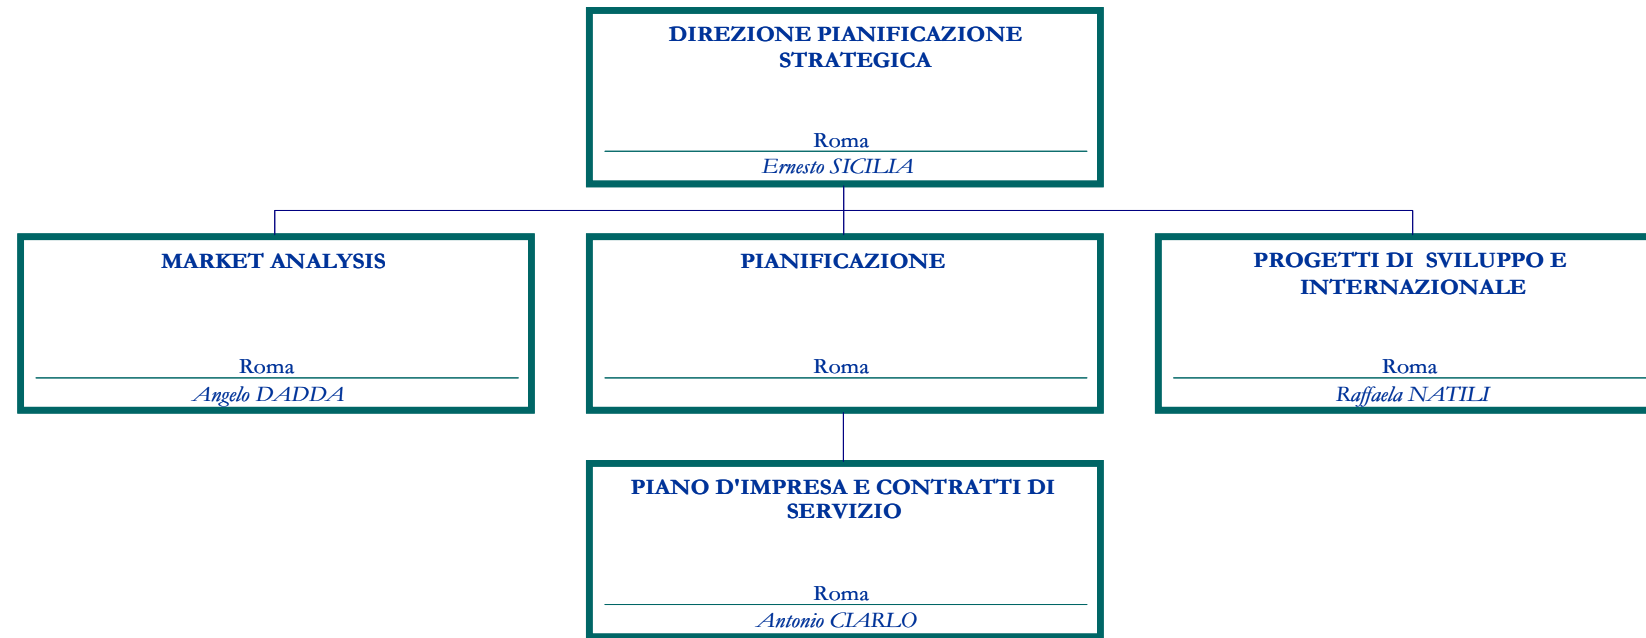 DIREZIONE PIANIFICAZIONE
STRATEGICA
Roma
Ernesto SICILIA
MARKET ANALYSIS
Roma
Angelo DADDA
PIANIFICAZIONE
Roma
PROGETTI DI  SVILUPPO E
INTERNAZIONALE
Roma
Raffaela NATILI
PIANO D'IMPRESA E CONTRATTI DI
SERVIZIO
Roma
Antonio CIARLO